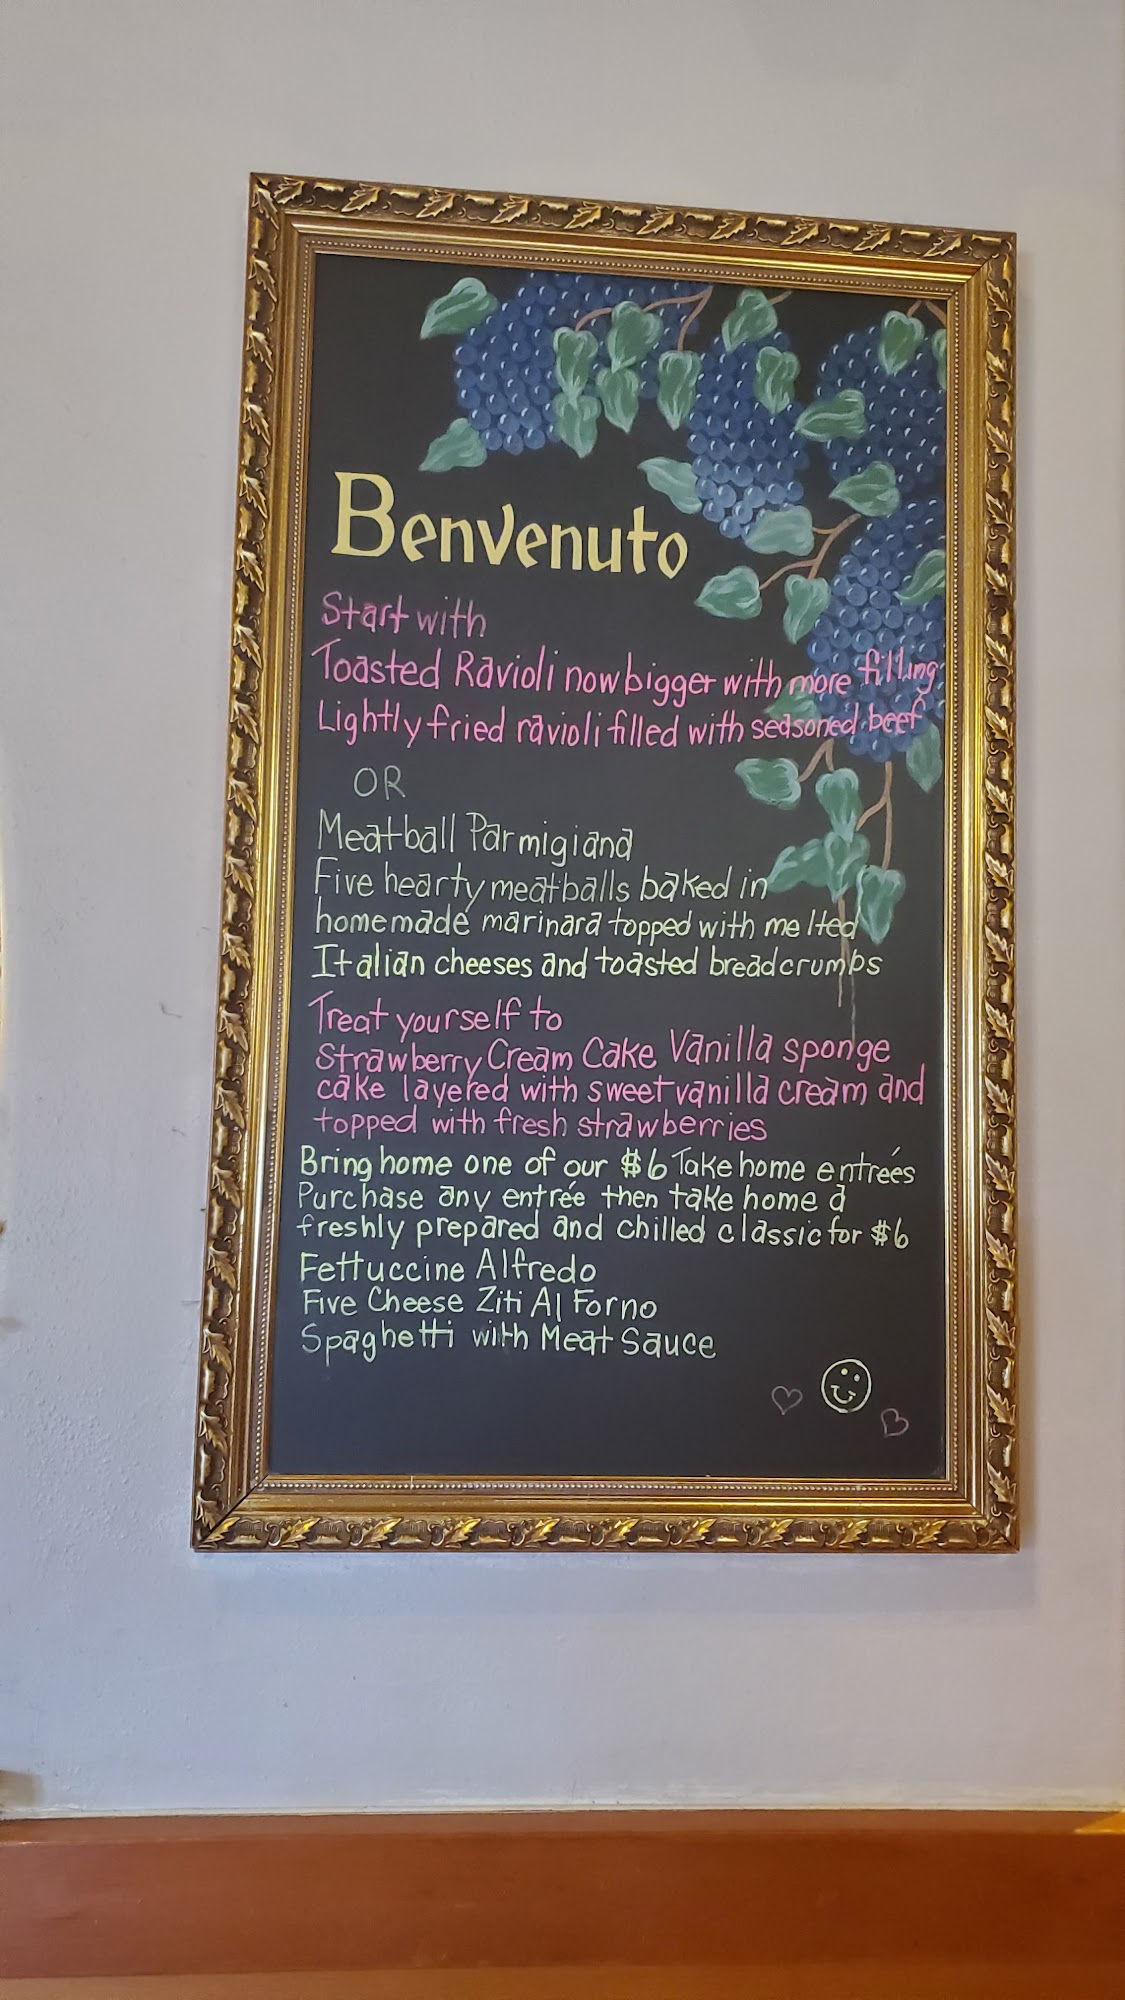 Benvenuto
Start with
Toasted Ravioli now bigger with more filling
Lightly fried ravioli filled with seasoned beef
OR
Meatball Parmigiana
Five hearty meatballs baked in
homemade marinara topped with melted
Italian cheeses and toasted breadcrumbs
Treat yourself to
Strawberry Cream Cake Vanilla sponge
cake layered with sweet vanilla cream and
topped with fresh strawberries
Bring home one of our $6 Take home entrées
Purchase any entrée then take home a
freshly prepared and chilled classic for $6
Fettuccine Alfredo
Five Cheese Ziti Al Forno
Spaghetti with Meat Sauce